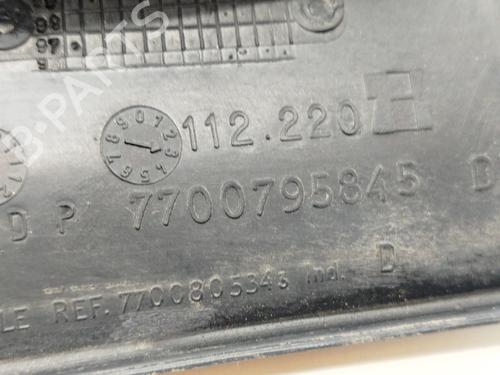 B-PARTS
112.220
D P 7700795845 D
LE REF. 7700805343 Ind. D